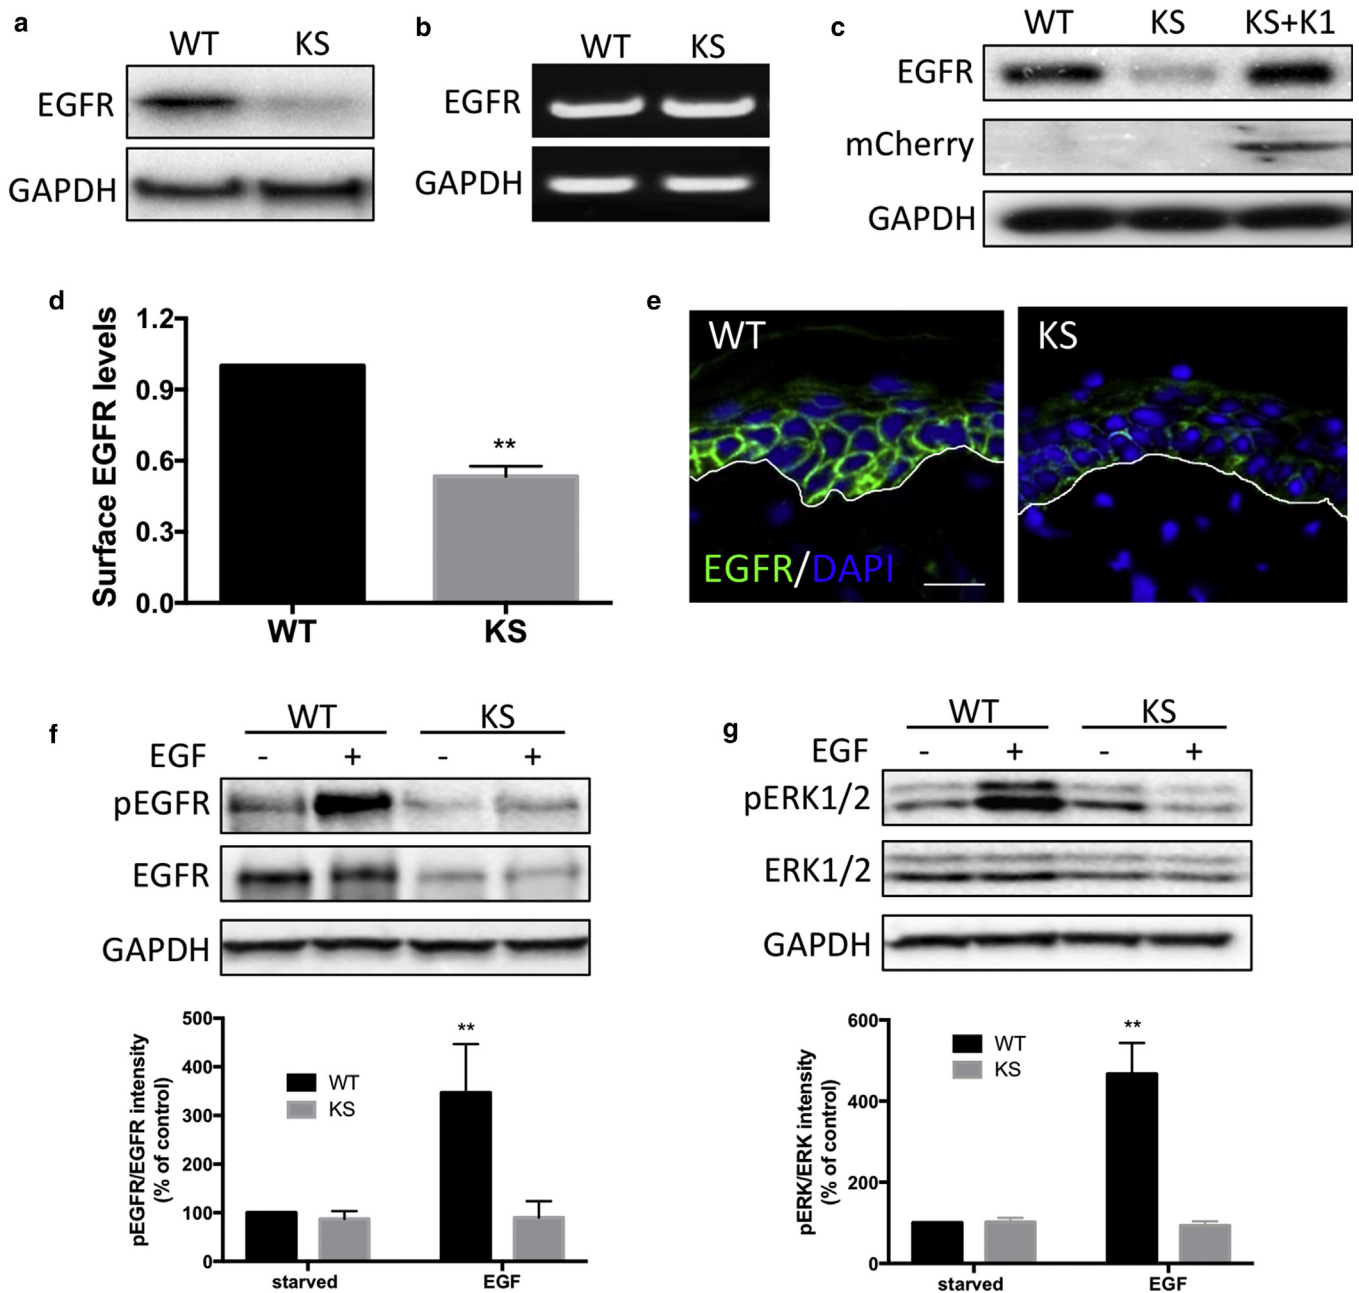 a
WT KS
EGFR
GAPDH
b
WT KS
EGFR
GAPDH
c
WT KS KS+K1
EGFR
mCherry
GAPDH
d
Surface EGFR levels
1.2
0.9
0.6
0.3
0.0
**
WT KS
e
WT
KS
EGFR/DAPI
f
WT KS
EGF - + - +
pEGFR
EGFR
GAPDH
pEGFR/EGFR intensity
(% of control)
500
400
300
200
100
0
WT
KS
**
starved EGF
g
WT KS
EGF - + - +
pERK1/2
ERK1/2
GAPDH
pERK/ERK intensity
(% of control)
600
400
200
0
WT
KS
**
starved EGF